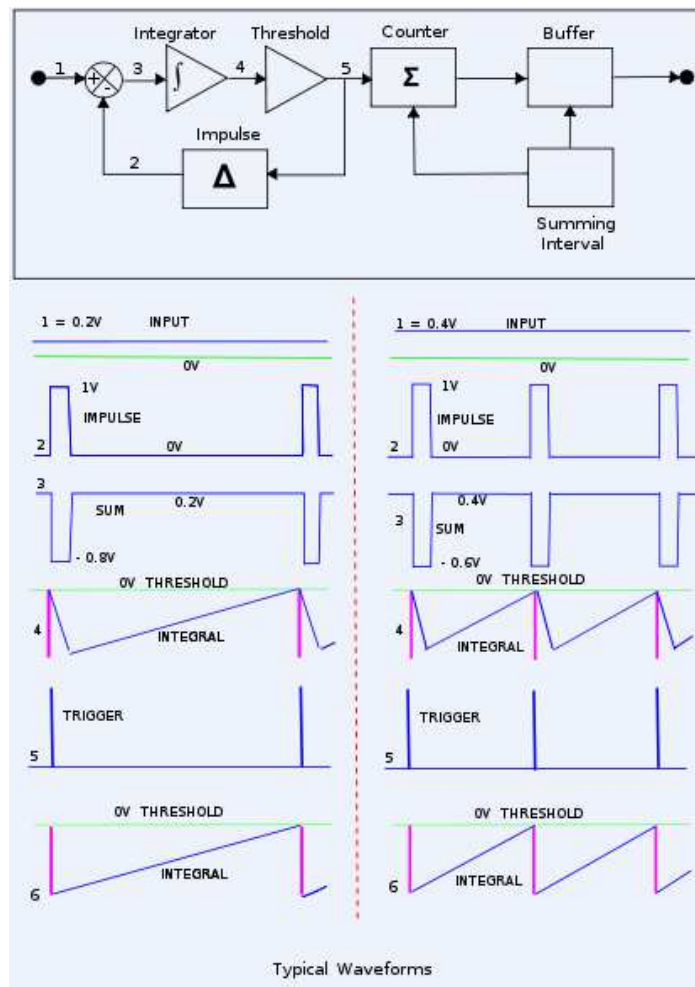 Integrator Threshold Counter Buffer
1 + - 3 ∫ 4 5 Σ
Impulse
2 Δ
Summing
Interval
1 = 0.2V INPUT
0V
1V
IMPULSE
2 0V
3
0.2V
SUM
- 0.8V
0V THRESHOLD
4
INTEGRAL
TRIGGER
5
0V THRESHOLD
INTEGRAL
6
1 = 0.4V INPUT
0V
1V
IMPULSE
2 0V
0.4V
3
SUM
- 0.6V
0V THRESHOLD
4
INTEGRAL
TRIGGER
5
0V THRESHOLD
INTEGRAL
6
Typical Waveforms